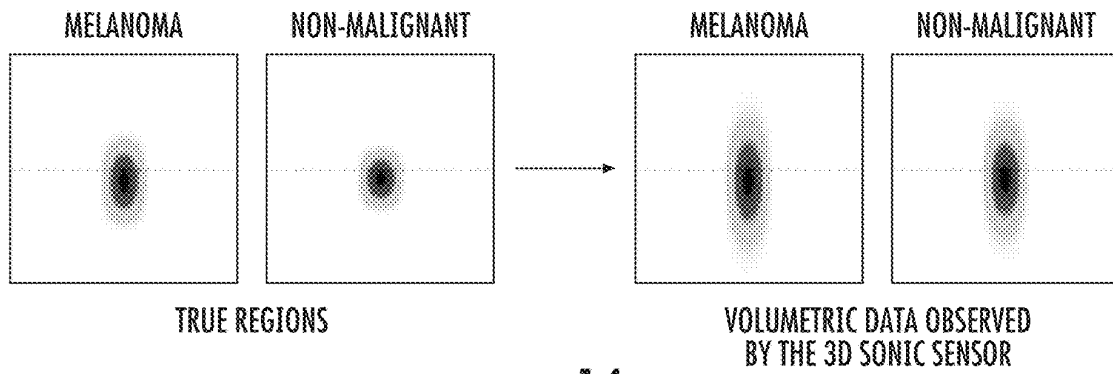 MELANOMA
NON-MALIGNANT
MELANOMA
NON-MALIGNANT
TRUE REGIONS
VOLUMETRIC DATA OBSERVED
BY THE 3D SONIC SENSOR